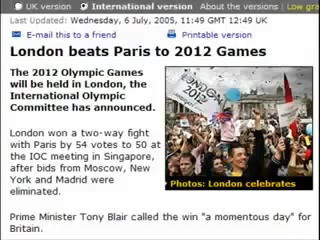 UK version International version About the versions | Low gra
Last Updated: Wednesday, 6 July, 2005, 11:49 GMT 12:49 UK
E-mail this to a friend Printable version
London beats Paris to 2012 Games
The 2012 Olympic Games
will be held in London, the
International Olympic
Committee has announced.
London won a two-way fight
with Paris by 54 votes to 50 at
the IOC meeting in Singapore,
after bids from Moscow, New
York and Madrid were
eliminated.
LONDON
2012
Photos: London celebrates
Prime Minister Tony Blair called the win "a momentous day" for
Britain.